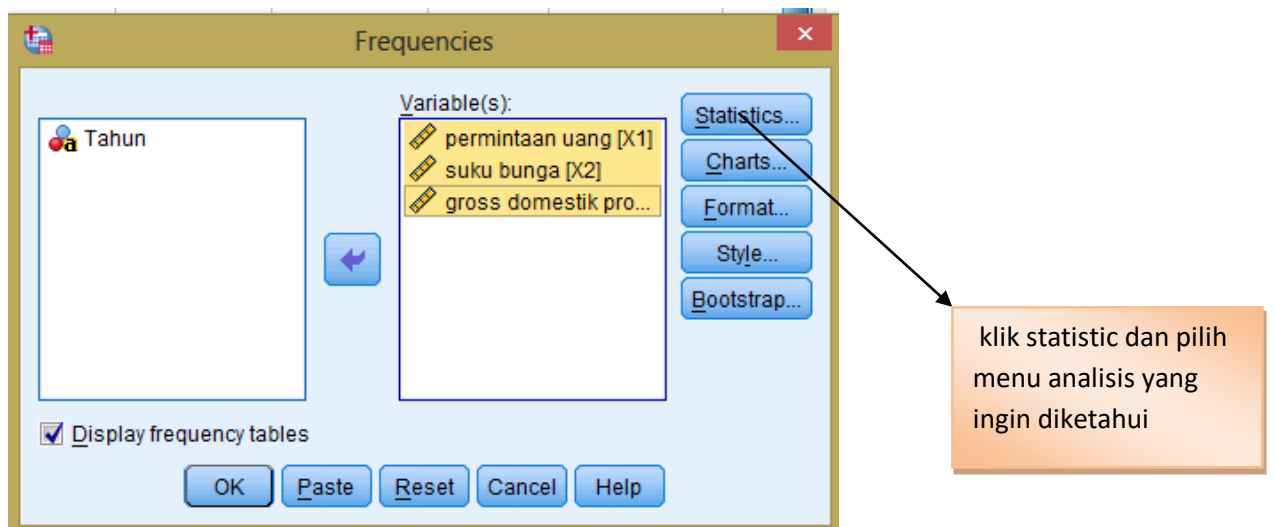 Frequencies
Variable(s):
Tahun
permintaan uang [X1]
suku bunga [X2]
gross domestik pro...
Statistics...
Charts...
Format...
Style...
Bootstrap...
Display frequency tables
OK Paste Reset Cancel Help
klik statistic dan pilih
menu analisis yang
ingin diketahui